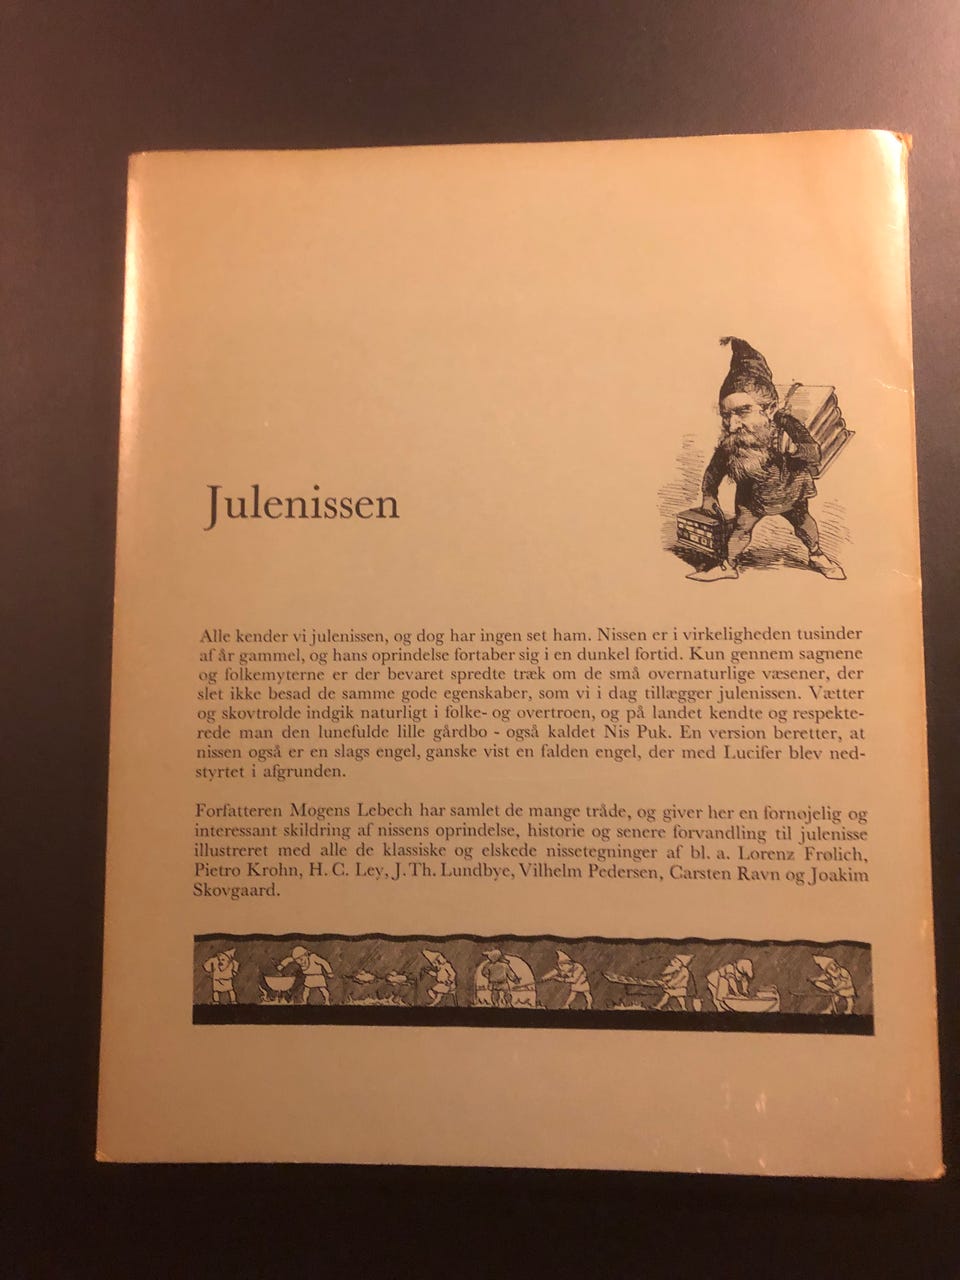 Julenissen
Alle kender vi julenissen, og dog har ingen set ham. Nissen er i virkeligheden tusinder
af år gammel, og hans oprindelse fortaber sig i en dunkel fortid. Kun gennem sagnene
og folkemyterne er der bevaret spredte træk om de små overnaturlige væsener, der
slet ikke besad de samme gode egenskaber, som vi i dag tillægger julenissen. Vætter
og skovtrolde indgik naturligt i folke- og overtroen, og på landet kendte og respekte-
rede man den lunefulde lille gårdbo - også kaldet Nis Puk. En version beretter, at
nissen også er en slags engel, ganske vist en falden engel, der med Lucifer blev ned-
styrtet i afgrunden.
Forfatteren Mogens Lebech har samlet de mange tråde, og giver her en fornøjelig og
interessant skildring af nissens oprindelse, historie og senere forvandling til julenisse
illustreret med alle de klassiske og elskede nissetegninger af bl. a. Lorenz Frølich,
Pietro Krohn, H. C. Ley, J. Th. Lundbye, Vilhelm Pedersen, Carsten Ravn og Joakim
Skovgaard.